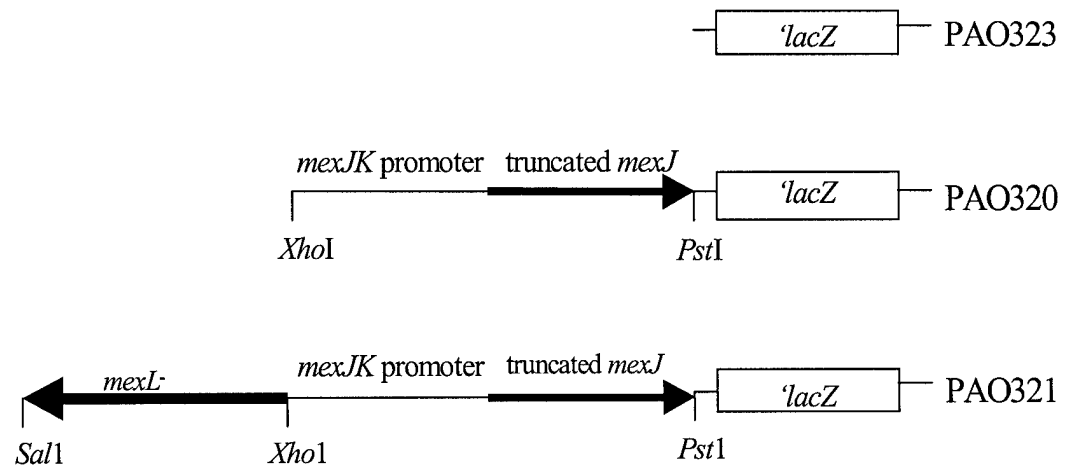 'lacZ PAO323
mexJK promoter truncated mexJ
'lacZ PAO320
XhoI PstI
mexJK promoter truncated mexJ
mexL- 'lacZ PAO321
Sal1 Xho1 Pst1